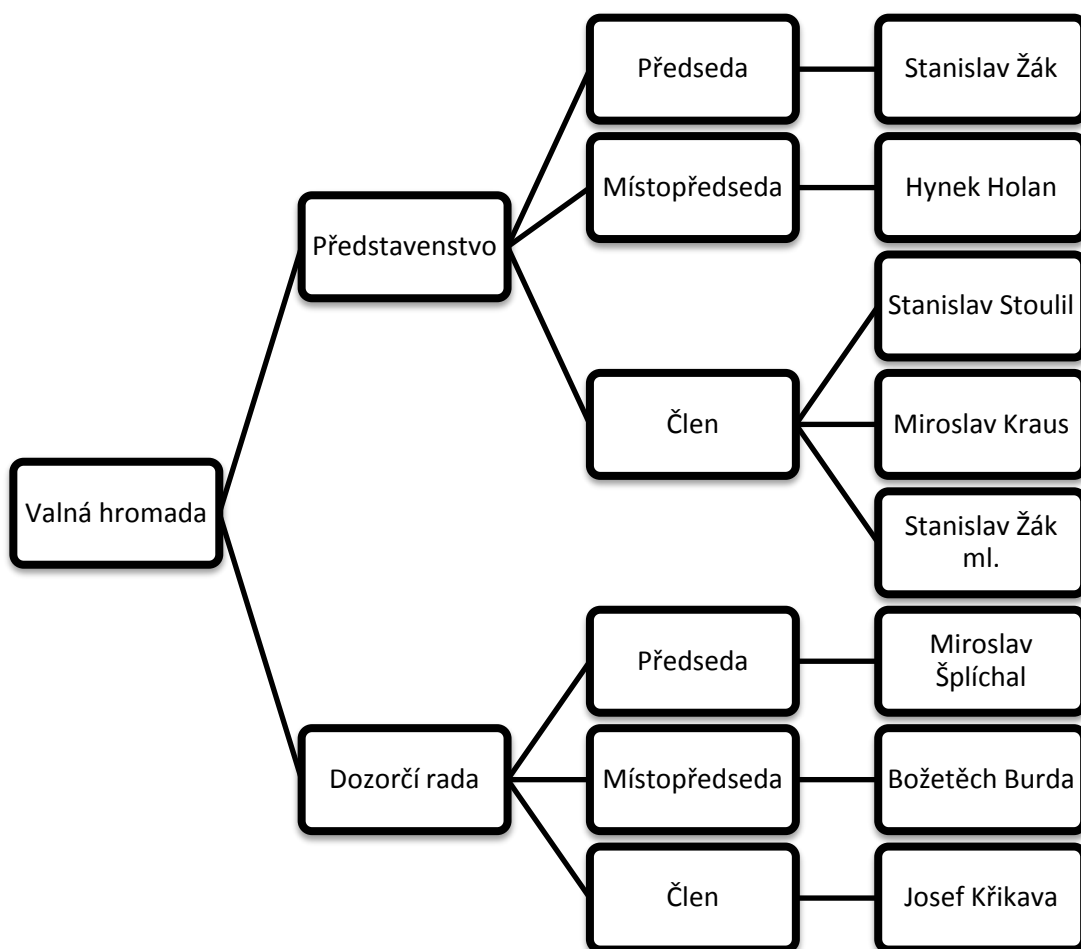 Předseda
Stanislav Žák
Místopředseda
Hynek Holan
Představenstvo
Stanislav Stoulil
Člen
Miroslav Kraus
Valná hromada
Stanislav Žák
ml.
Předseda
Miroslav
Šplíchal
Dozorčí rada
Místopředseda
Božetěch Burda
Člen
Josef Křikava